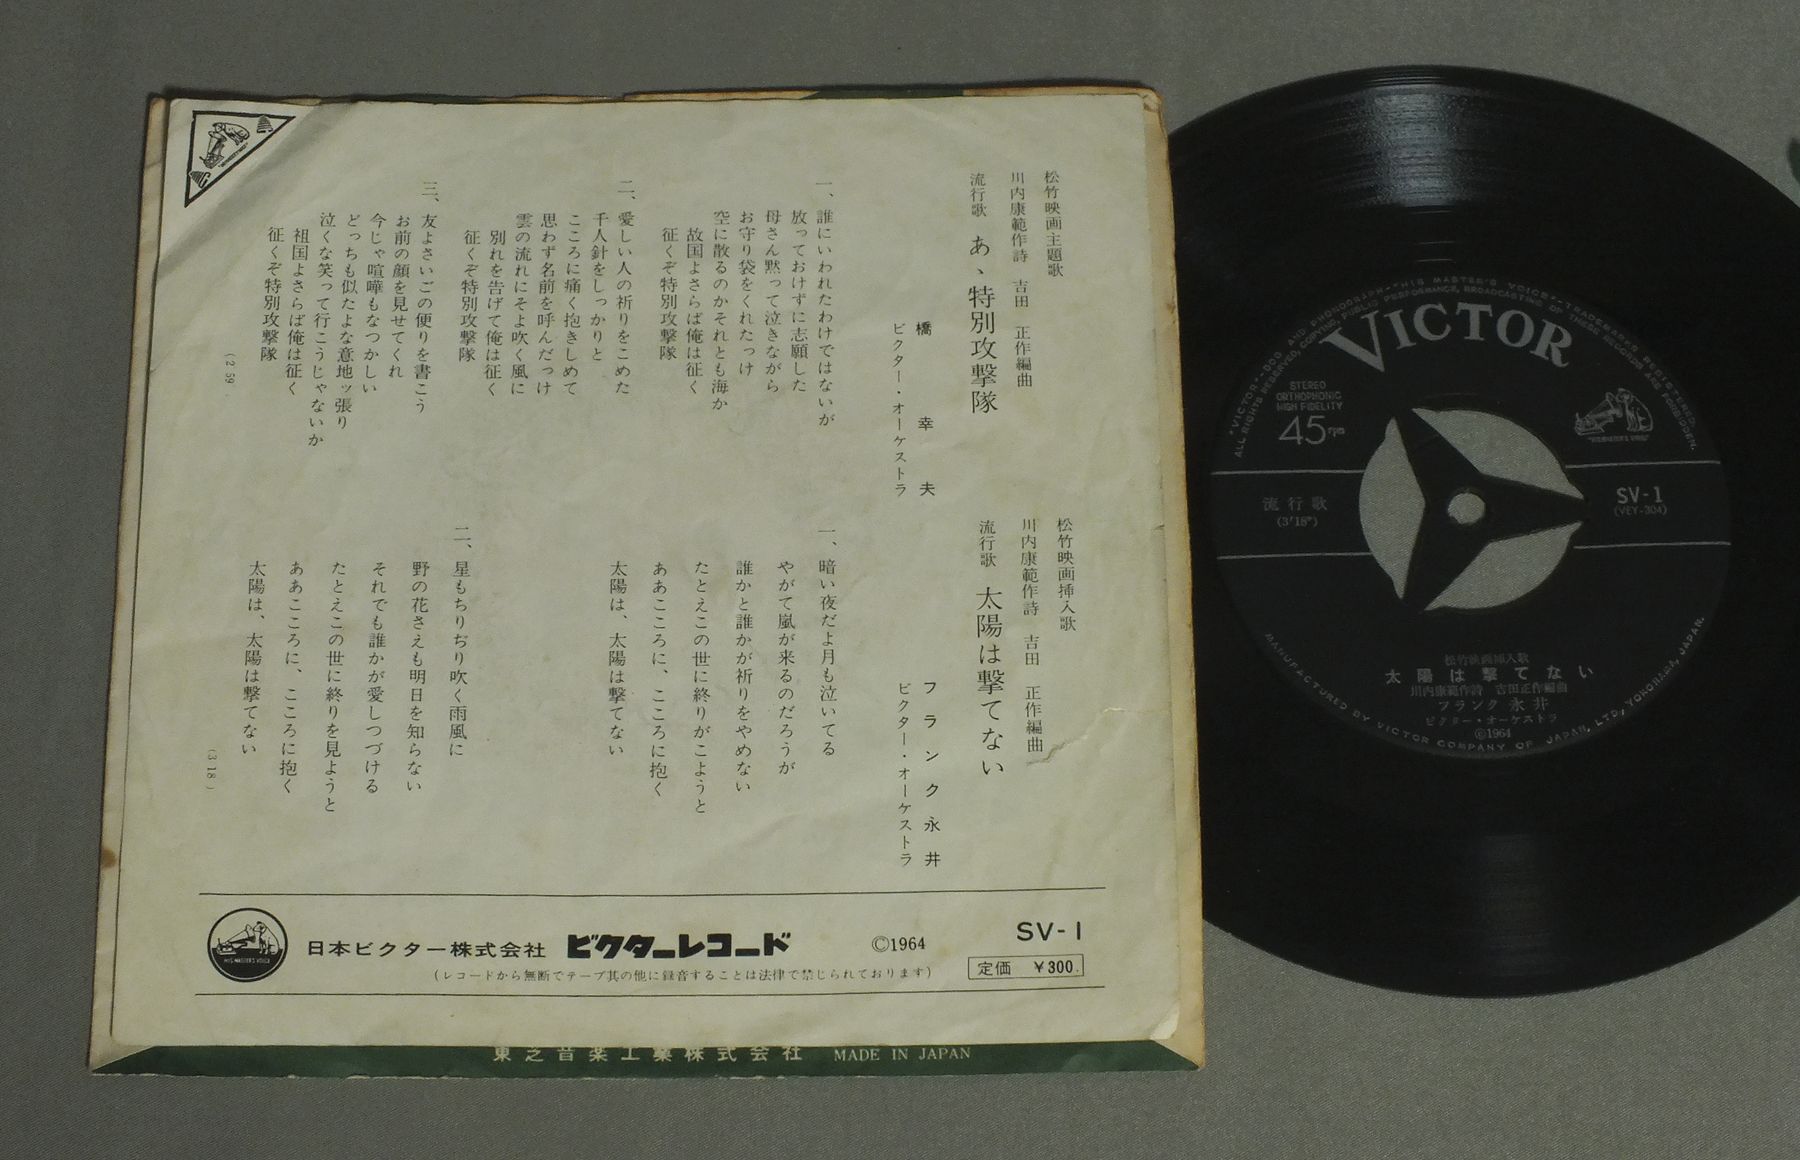 松竹映画主題歌
川内康範作詩 吉田 正作編曲
流行歌 あゝ特別攻撃隊
橋 幸 夫
ビクター・オーケストラ
一、誰にいわれたわけではないが
放っておけずに志願した
母さん黙って泣きながら
お守り袋をくれたっけ
空に散るのかそれとも海か
故国よさらば俺は征く
征くぞ特別攻撃隊
二、愛しい人の祈りをこめた
千人針をしっかりと
こころに痛く抱きしめて
思わず名前を呼んだっけ
雲の流れにそよ吹く風に
別れを告げて俺は征く
征くぞ特別攻撃隊
三、友よさいごの便りを書こう
お前の顔を見せてくれ
今じゃ喧嘩もなつかしい
どっちも似たよな意地ッ張り
泣くな笑って行こうじゃないか
祖国よさらば俺は征く
征くぞ特別攻撃隊
(2 59)
松竹映画挿入歌
川内康範作詩 吉田 正作編曲
流行歌 太陽は撃てない
フランク永井
ビクター・オーケストラ
一、暗い夜だよ月も泣いてる
やがて嵐が来るのだろうが
誰かと誰かが祈りをやめない
たとえこの世に終りがこようと
ああこころに、こころに抱く
太陽は、太陽は撃てない
二、星もちりぢり吹く雨風に
野の花さえも明日を知らない
それでも誰かが愛しつづける
たとえこの世に終りを見ようと
ああこころに、こころに抱く
太陽は、太陽は撃てない
(3 18)
HIS MASTER'S VOICE
日本ビクター株式会社 ビクターレコード ©1964
SV-1
(レコードから無断でテープ其の他に録音することは法律で禁じられております)
定価 ¥300.
東芝音楽工業株式会社 MADE IN JAPAN
"VICTOR"-DOG AND PHONOGRAPH-"HIS MASTER'S VOICE"-TRADEMARKS REGISTERED.
ALL RIGHTS RESERVED, COPYING, PUBLIC PERFORMANCE, BROADCASTING OF THESE RECORDS ARE FORBIDDEN.
VICTOR
STEREO
ORTHOPHONIC
HIGH FIDELITY
45rpm
"HIS MASTER'S VOICE"
流行歌
(3'18")
SV-1
(VEY-304)
松竹映画挿入歌
太陽は撃てない
川内康範作詩 吉田正作編曲
フランク永井
ビクター・オーケストラ
©1964
MANUFACTURED BY VICTOR COMPANY OF JAPAN, LTD., YOKOHAMA, JAPAN.